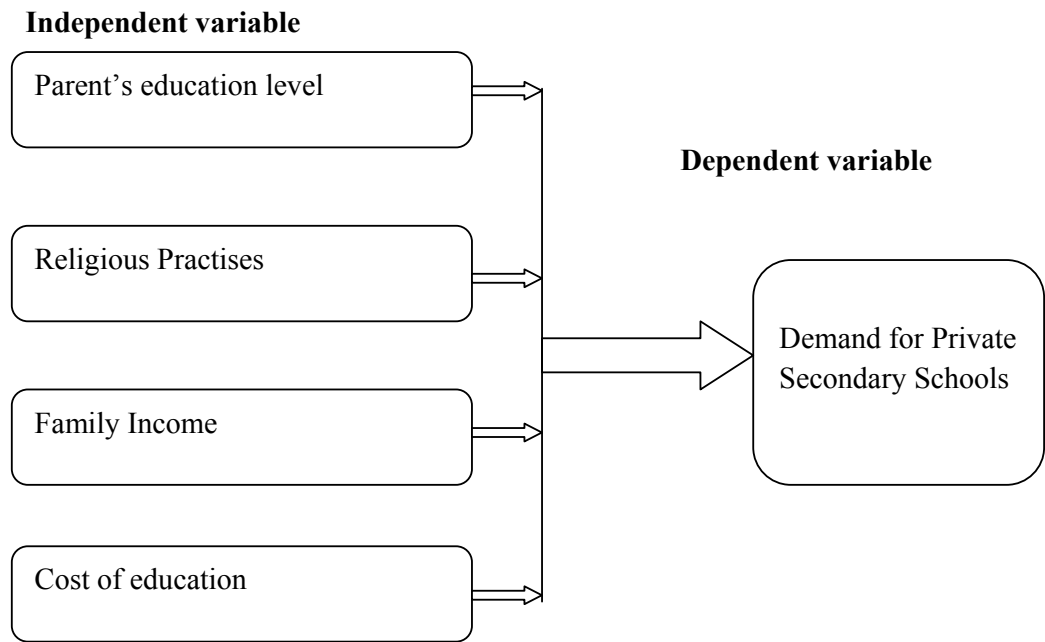 Independent variable
Parent’s education level
Religious Practises
Family Income
Cost of education
Dependent variable
Demand for Private
Secondary Schools